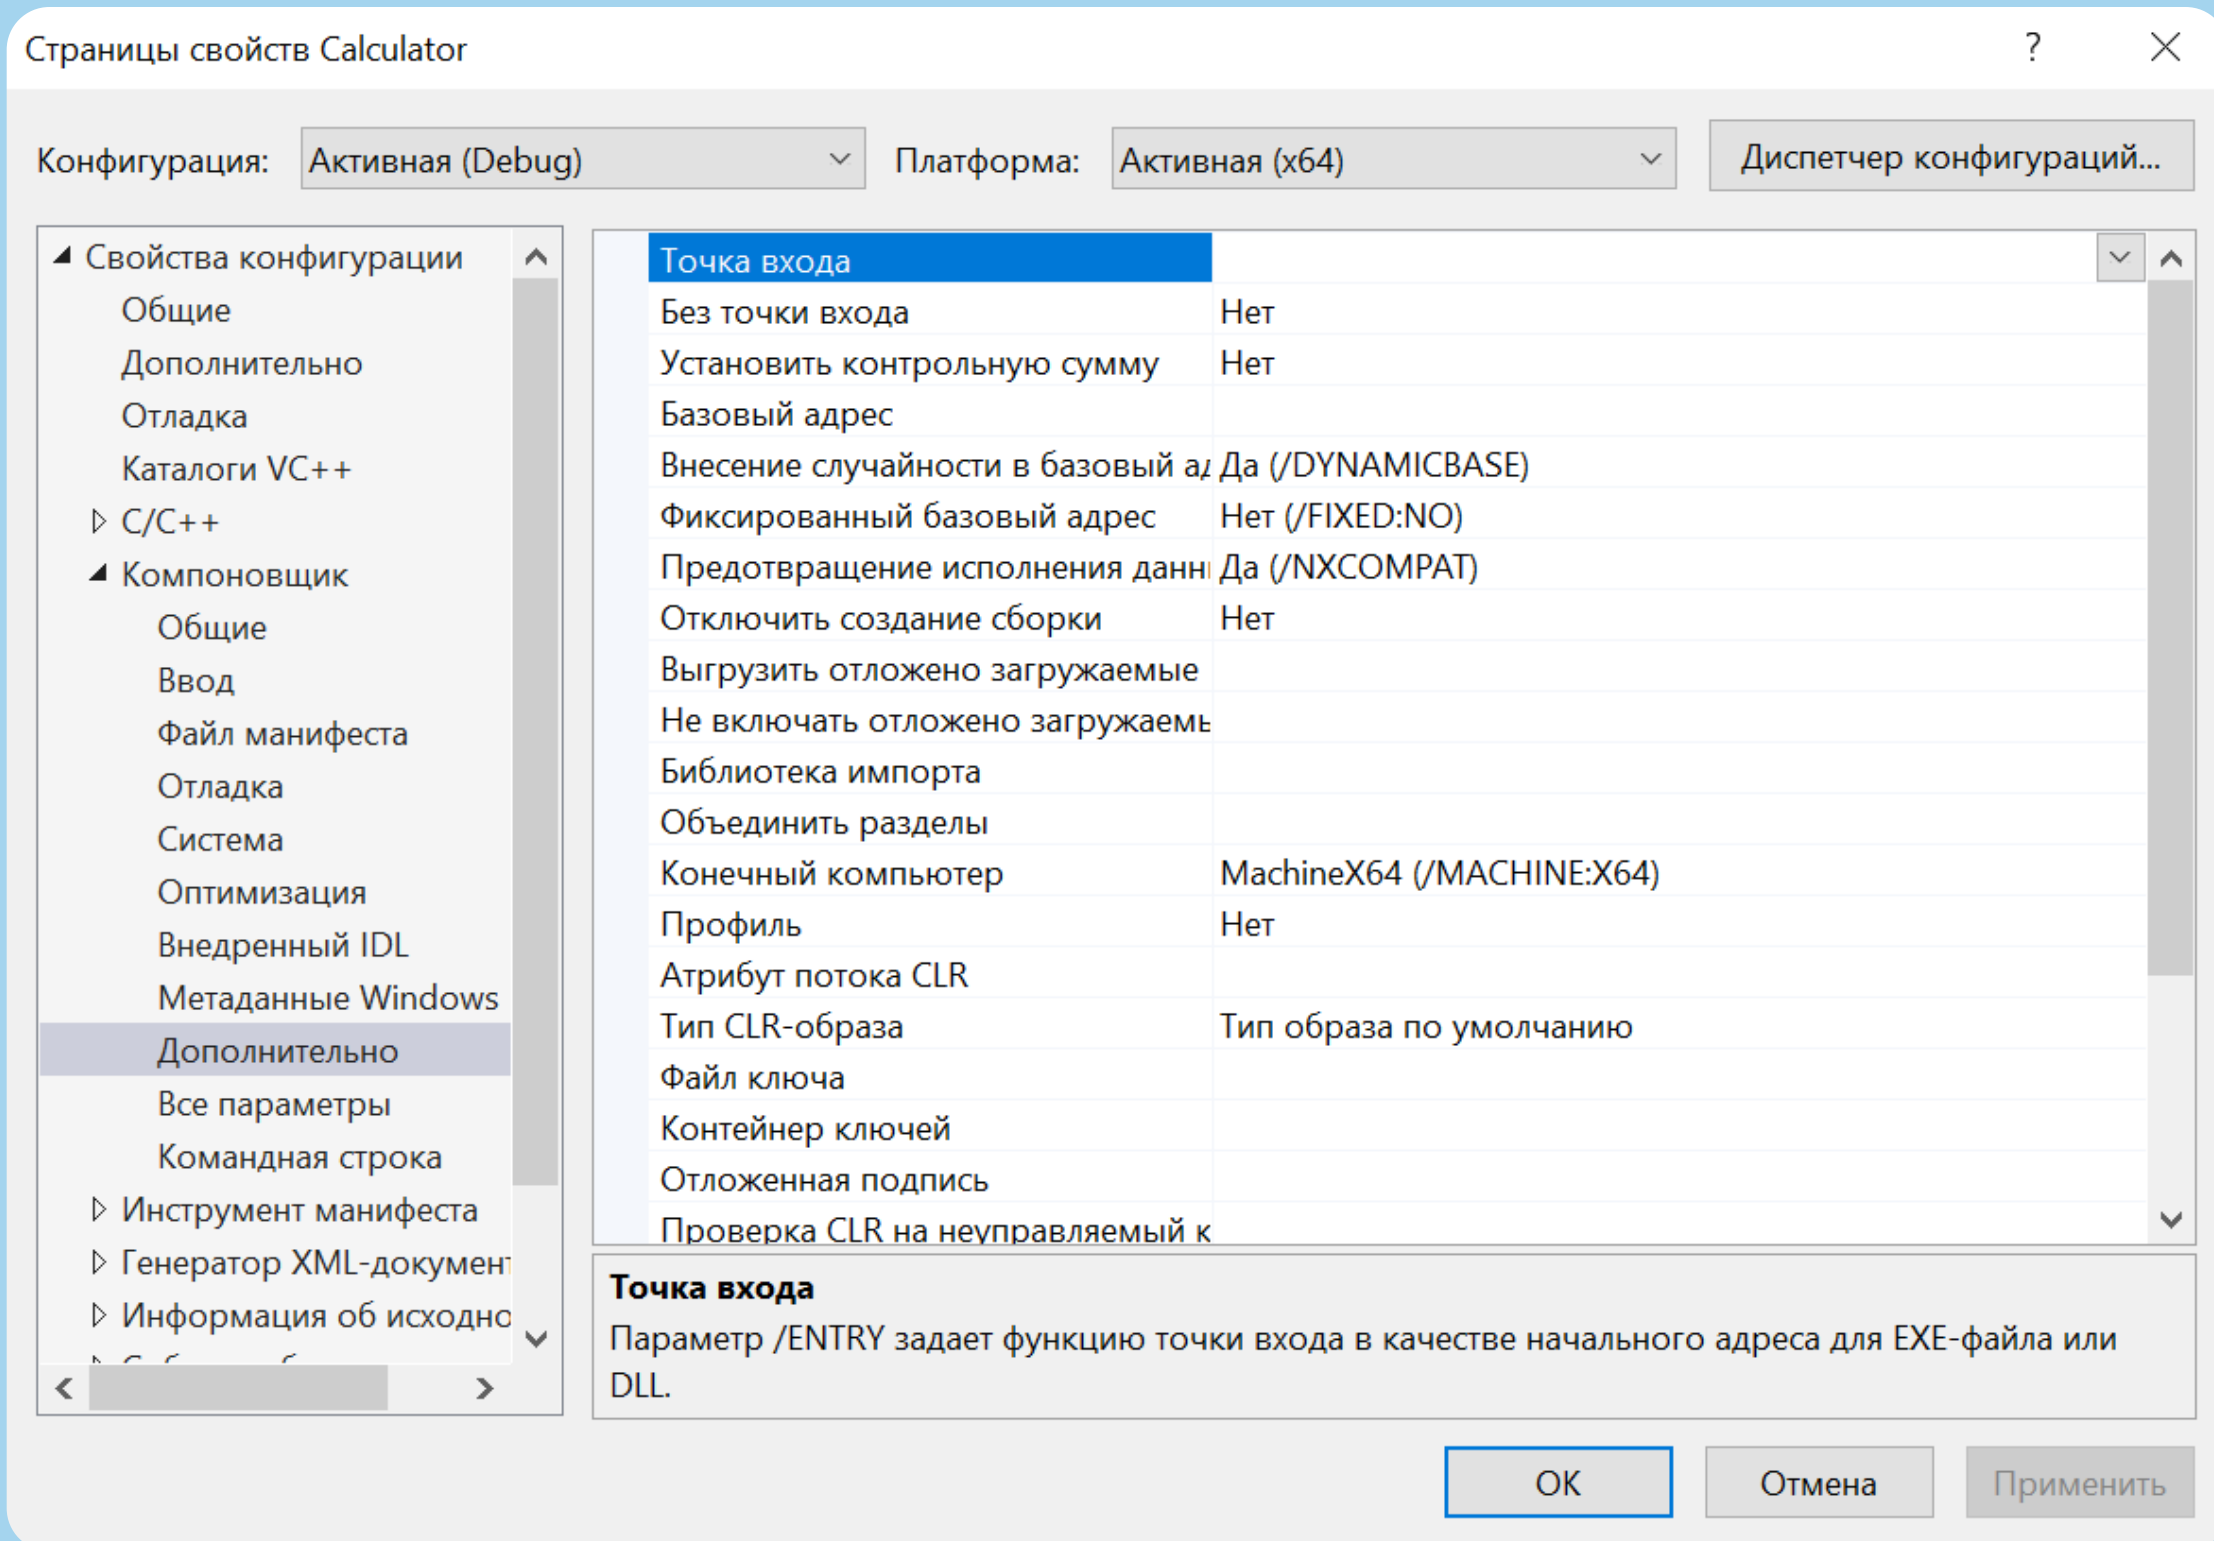 Страницы свойств Calculator
?
Конфигурация: Активная (Debug) Платформа: Активная (x64) Диспетчер конфигураций...
Свойства конфигурации
Общие
Дополнительно
Отладка
Каталоги VC++
C/C++
Компоновщик
Общие
Ввод
Файл манифеста
Отладка
Система
Оптимизация
Внедренный IDL
Метаданные Windows
Дополнительно
Все параметры
Командная строка
Инструмент манифеста
Генератор XML-документ
Информация об исходно
Точка входа
Без точки входа Нет
Установить контрольную сумму Нет
Базовый адрес
Внесение случайности в базовый ад Да (/DYNAMICBASE)
Фиксированный базовый адрес Нет (/FIXED:NO)
Предотвращение исполнения данн Да (/NXCOMPAT)
Отключить создание сборки Нет
Выгрузить отложено загружаемые
Не включать отложено загружаемы
Библиотека импорта
Объединить разделы
Конечный компьютер MachineX64 (/MACHINE:X64)
Профиль Нет
Атрибут потока CLR
Тип CLR-образа Тип образа по умолчанию
Файл ключа
Контейнер ключей
Отложенная подпись
Проверка CLR на неуправляемый к
Точка входа
Параметр /ENTRY задает функцию точки входа в качестве начального адреса для EXE-файла или
DLL.
ОК Отмена Применить